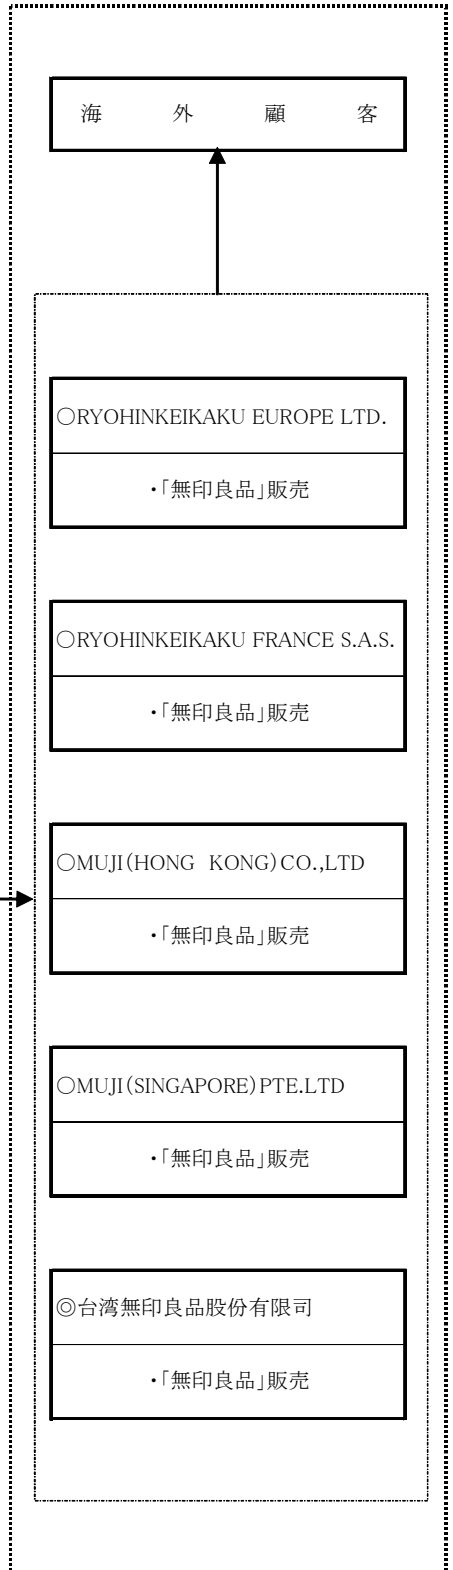 海 外 顧 客
○RYOHINKEIKAKU EUROPE LTD.
・「無印良品」販売
○RYOHINKEIKAKU FRANCE S.A.S.
・「無印良品」販売
○MUJI(HONG KONG)CO.,LTD
・「無印良品」販売
○MUJI(SINGAPORE)PTE.LTD
・「無印良品」販売
◎台湾無印良品股份有限司
・「無印良品」販売